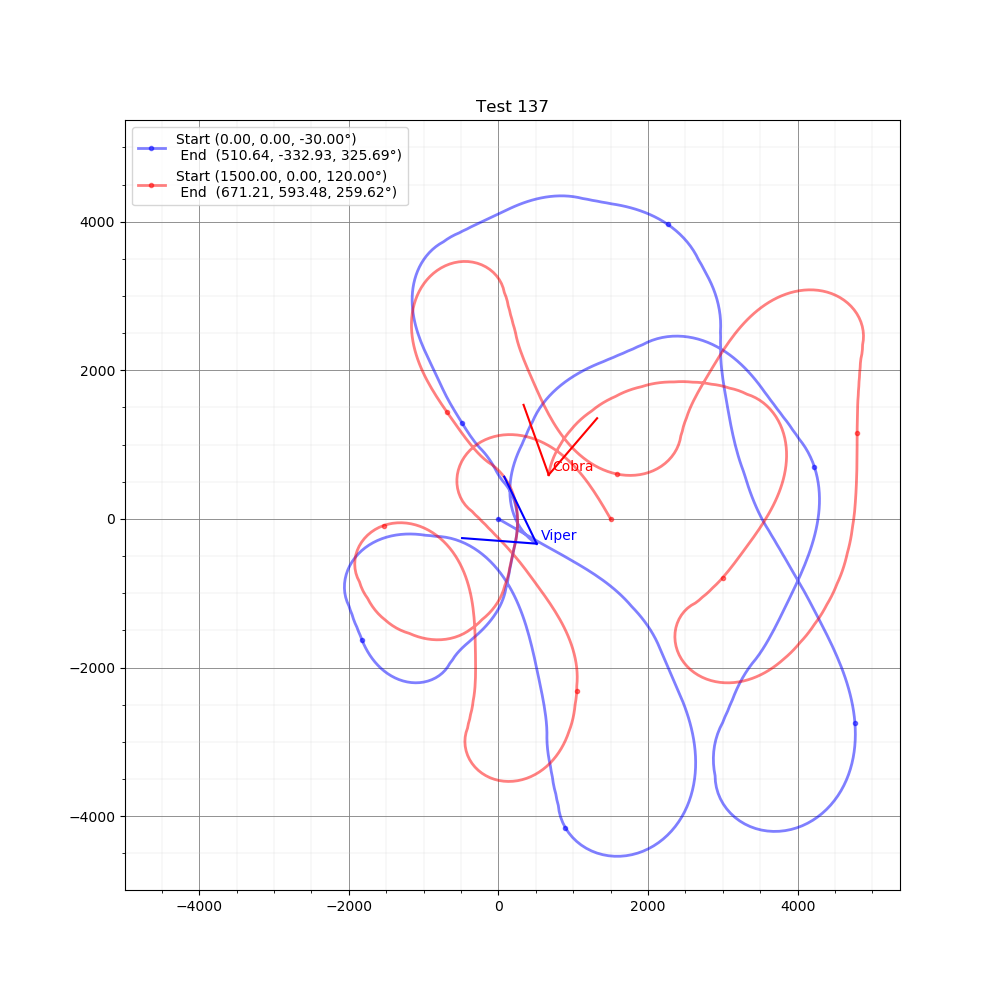 Test 137
Start (0.00, 0.00, -30.00°)
End (510.64, -332.93, 325.69°)
Start (1500.00, 0.00, 120.00°)
End (671.21, 593.48, 259.62°)
4000
2000
0
−2000
−4000
Cobra
Viper
−4000
−2000
0
2000
4000